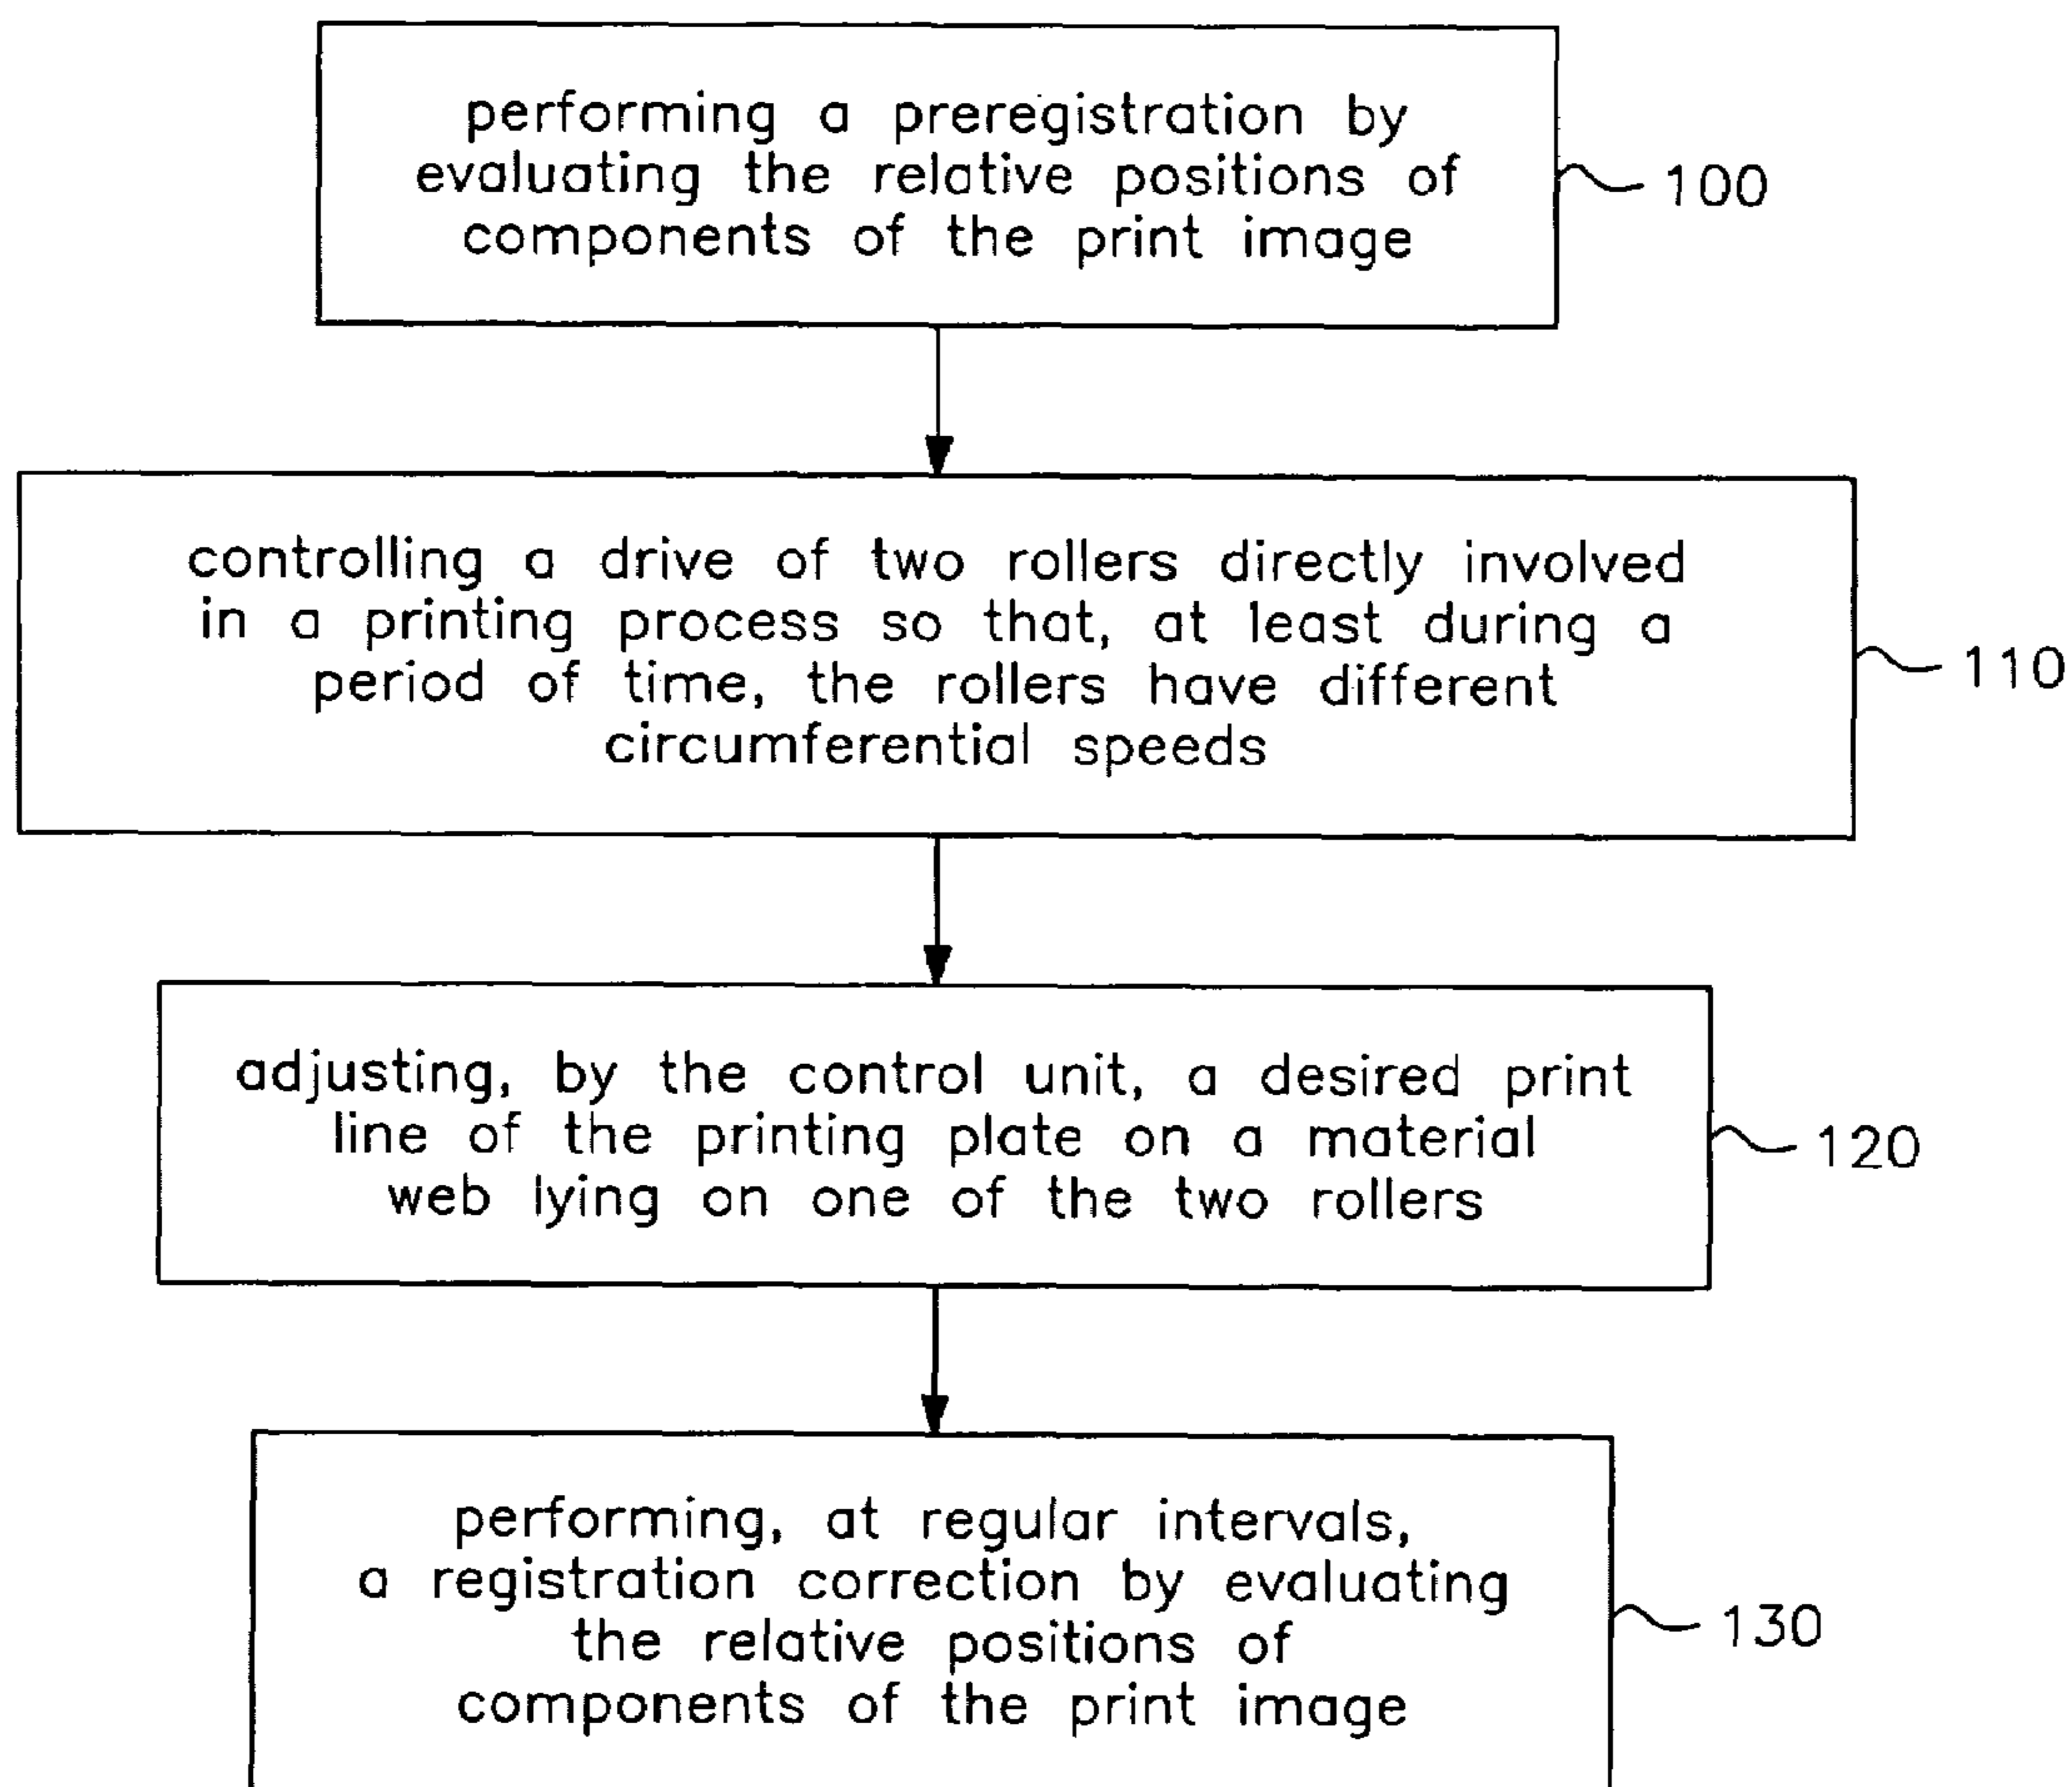 performing a preregistration by
evaluating the relative positions of
components of the print image
100
controlling a drive of two rollers directly involved
in a printing process so that, at least during a
period of time, the rollers have different
circumferential speeds
110
adjusting, by the control unit, a desired print
line of the printing plate on a material
web lying on one of the two rollers
120
performing, at regular intervals,
a registration correction by evaluating
the relative positions of
components of the print image
130